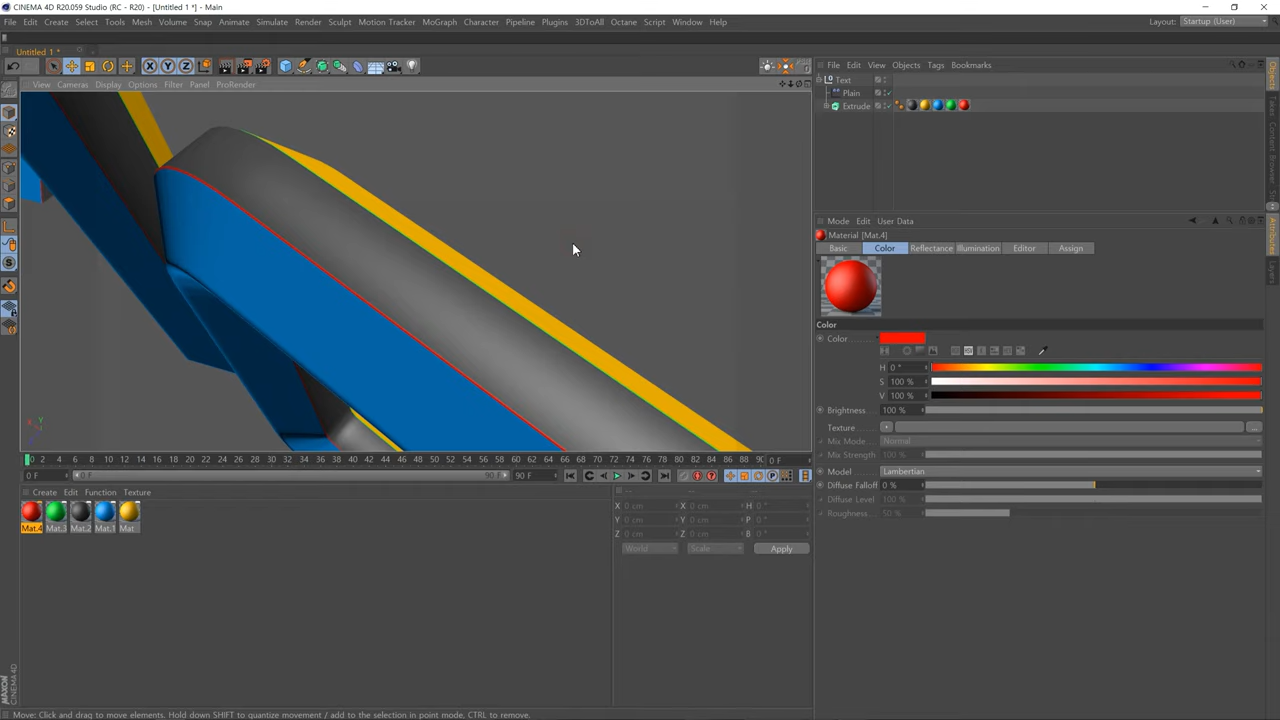 CINEMA 4D R20.059 Studio (RC - R20) - [Untitled 1 *] - Main
File Edit Create Select Tools Mesh Volume Snap Animate Simulate Render Sculpt Motion Tracker MoGraph Character Pipeline Plugins 3DToAll Octane Script Window Help
Layout: Startup (User)
Untitled 1 *
X Y Z
View Cameras Display Options Filter Panel ProRender
File Edit View Objects Tags Bookmarks
Text
Plain
Extrude
Objects
Content Browser
Structure
Attributes
Layers
Mode Edit User Data
Material [Mat.4]
Basic Color Reflectance Illumination Editor Assign
Color
Color
H 0 °
S 100 %
V 100 %
Brightness 100 %
Texture
Mix Mode Normal
Mix Strength 100 %
Model Lambertian
Diffuse Falloff 0 %
Diffuse Level 100 %
Roughness 50 %
0 2 4 6 8 10 12 14 16 18 20 22 24 26 28 30 32 34 36 38 40 42 44 46 48 50 52 54 56 58 60 62 64 66 68 70 72 74 76 78 80 82 84 86 88 90 0 F
0 F 0 F 90 F 90 F
Create Edit Function Texture
Mat.4 Mat.3 Mat.2 Mat.1 Mat
-- -- --
X 0 cm X 0 cm H 0 °
Y 0 cm Y 0 cm P 0 °
Z 0 cm Z 0 cm B 0 °
World Scale Apply
MAXON
CINEMA 4D
Move: Click and drag to move elements. Hold down SHIFT to quantize movement / add to the selection in point mode, CTRL to remove.